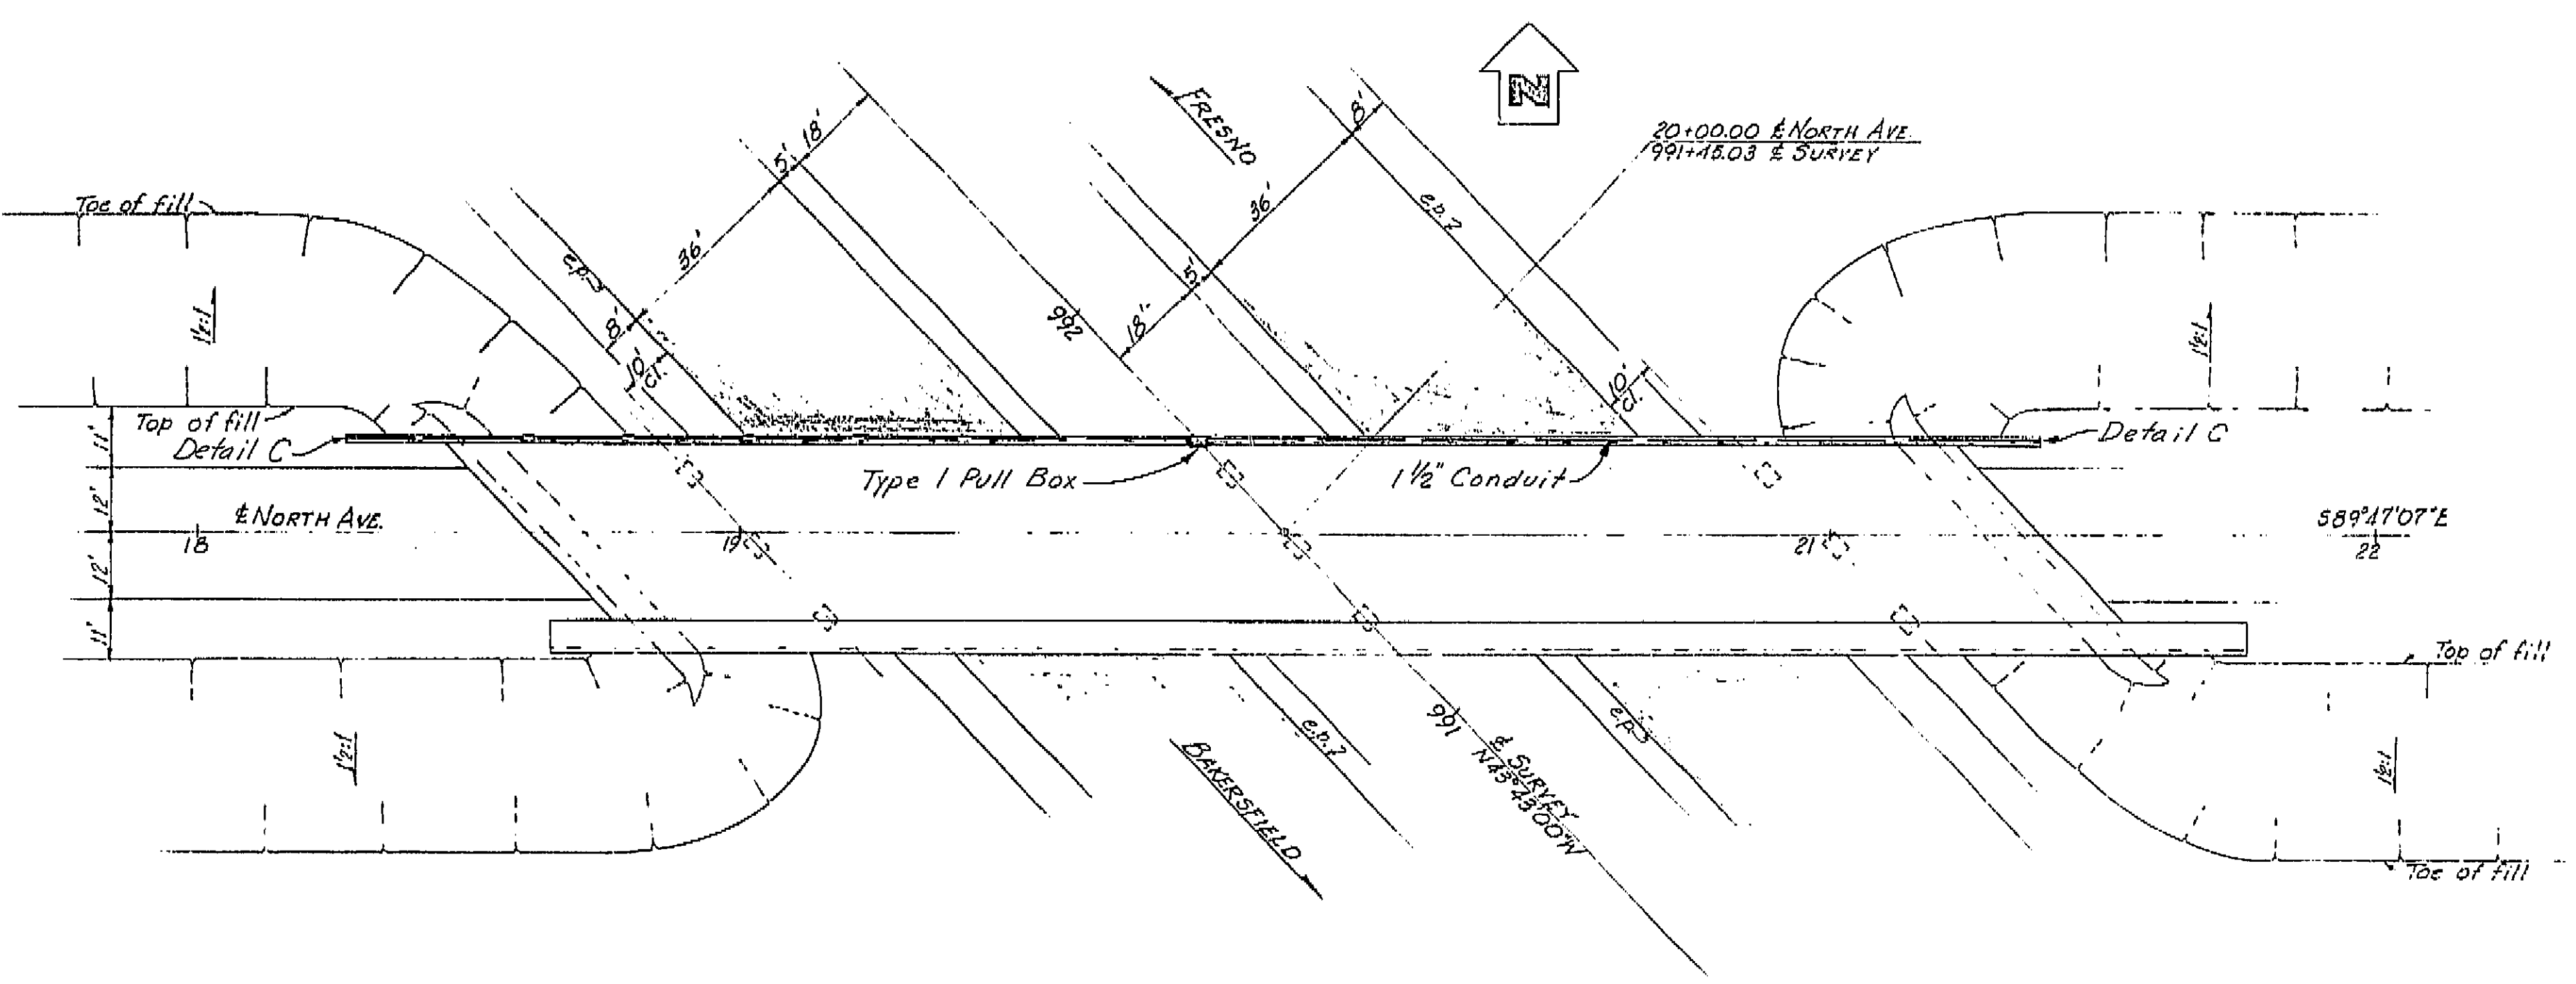 N
FRESNO
20+00.00 ℄ NORTH AVE.
991+45.03 ℄ SURVEY
Toe of fill
18'
5'
36'
e.p.
8'
10'
cl.
992
18'
5'
36'
8'
e.p.
10'
cl.
1½:1
1½:1
Top of fill
Detail C
Detail C
Type 1 Pull Box
1½" Conduit
11'
12'
12'
11'
℄ NORTH AVE.
18
19
21
S89°47'07"E
22
Top of fill
1½:1
1½:1
BAKERSFIELD
e.p.
991
℄ SURVEY
N43°43'00"W
e.p.
Toe of fill